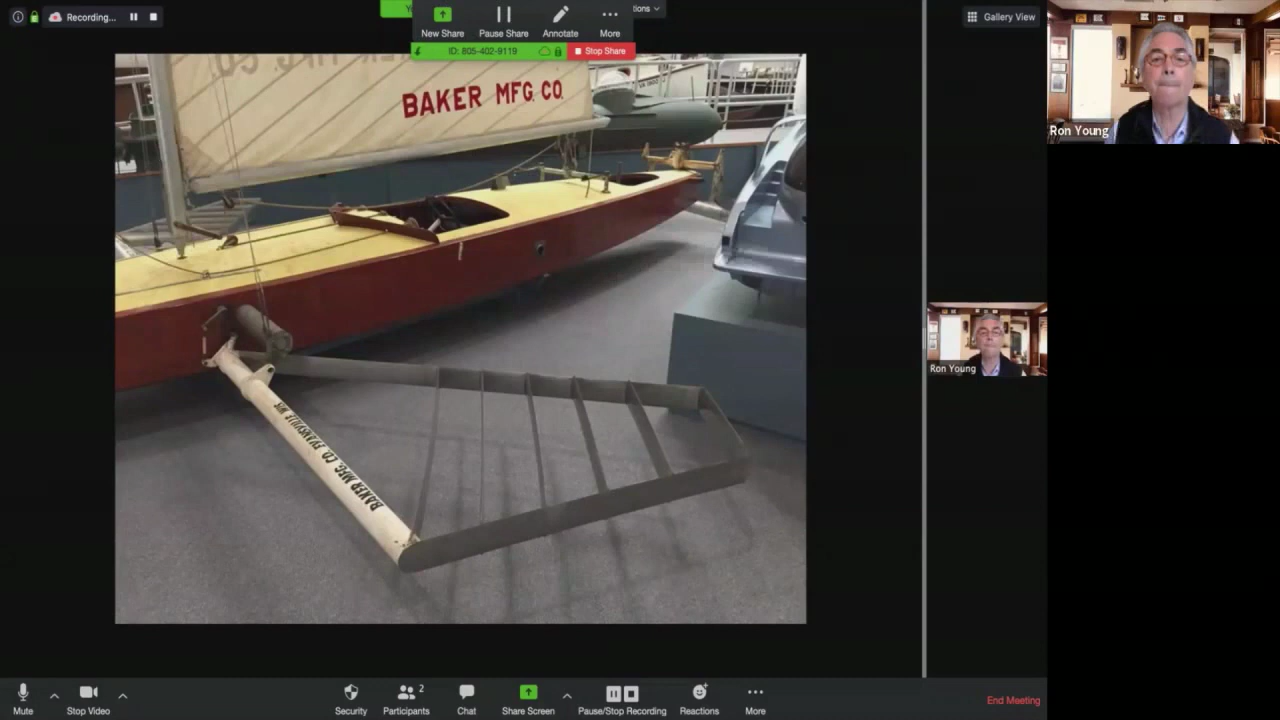 Recording...
New Share
Pause Share
Annotate
More
ID: 805-402-9119
Stop Share
Gallery View
Ron Young
BAKER MFG. CO.
Ron Young
BAKER MFG. CO. EVANSVILLE WIS
Mute
Stop Video
Security
Participants
2
Chat
Share Screen
Pause/Stop Recording
Reactions
More
End Meeting